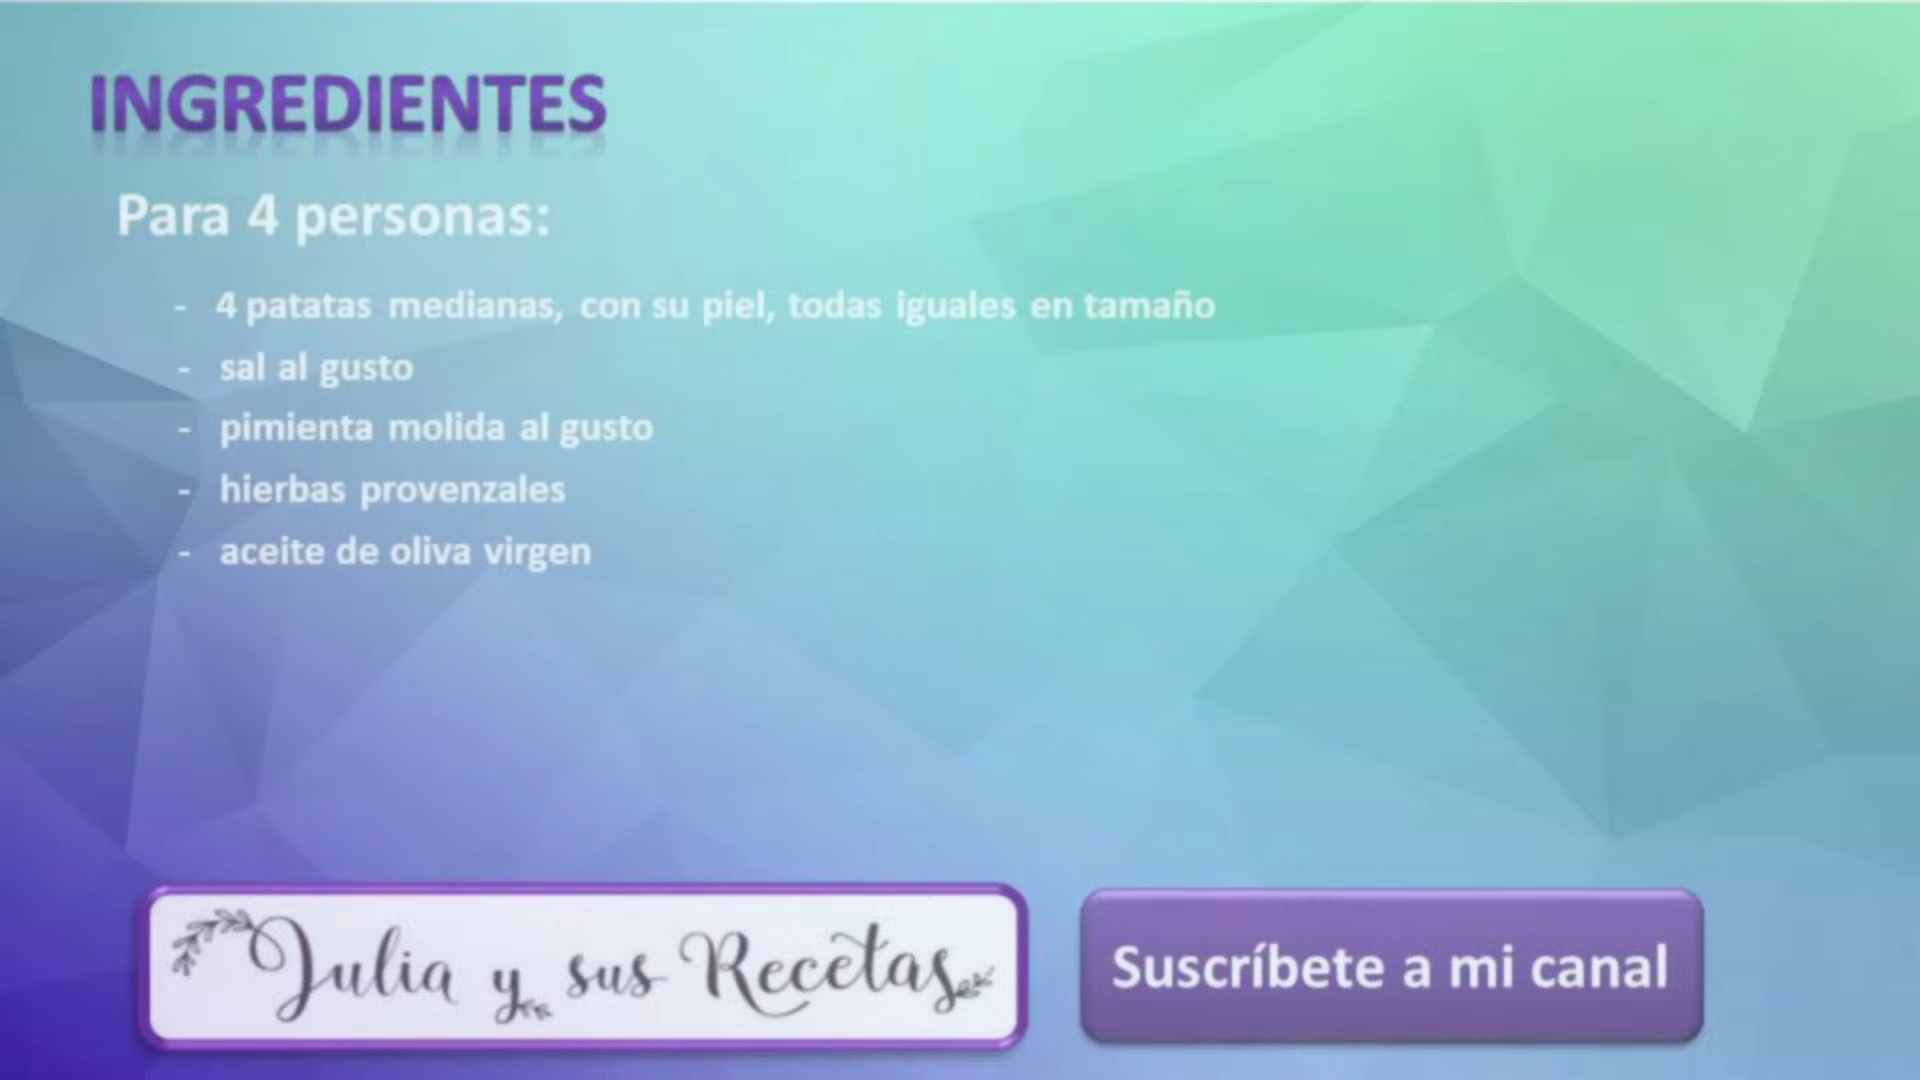 INGREDIENTES
Para 4 personas:
- 4 patatas medianas, con su piel, todas iguales en tamaño
- sal al gusto
- pimienta molida al gusto
- hierbas provenzales
- aceite de oliva virgen
Julia y sus Recetas
Suscríbete a mi canal